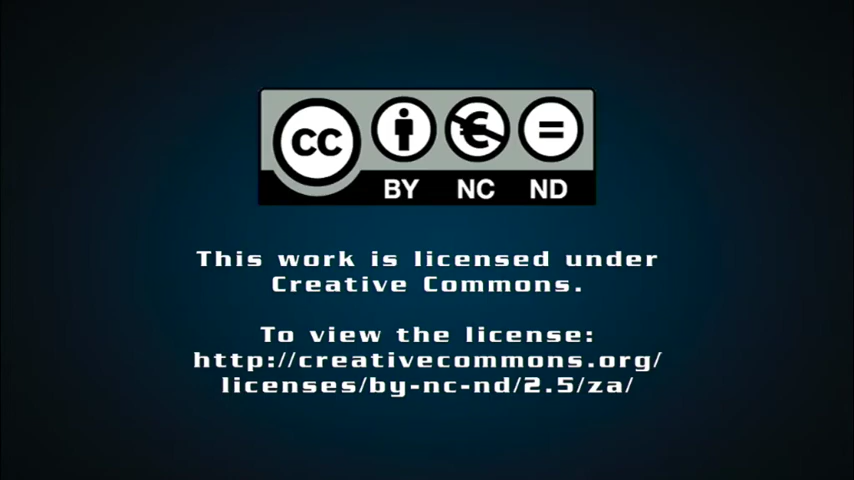 CC
BY NC ND
This work is licensed under
Creative Commons.
To view the license:
http://creativecommons.org/
licenses/by-nc-nd/2.5/za/